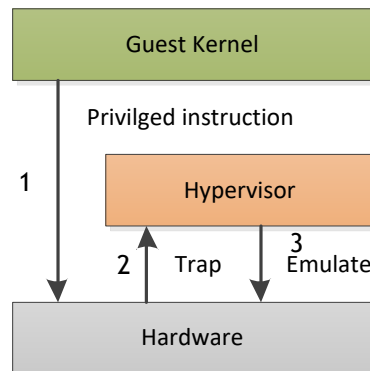 Guest Kernel
Privilged instruction
1
Hypervisor
3
2 Trap Emulate
Hardware